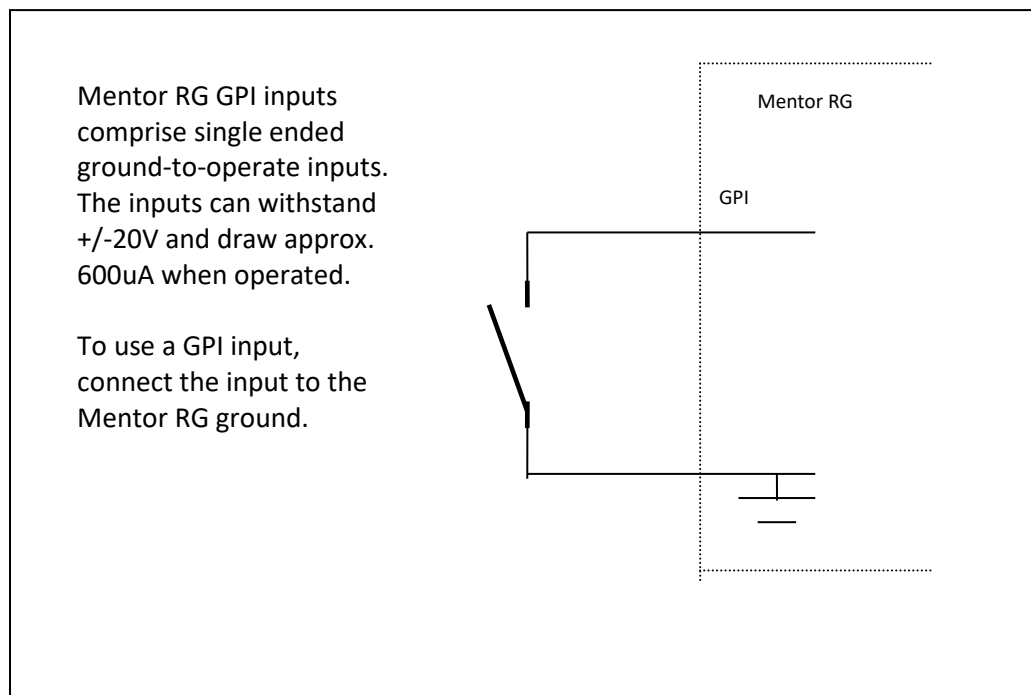 Mentor RG GPI inputs
comprise single ended
ground-to-operate inputs.
The inputs can withstand
+/-20V and draw approx.
600uA when operated.
To use a GPI input,
connect the input to the
Mentor RG ground.
Mentor RG
GPI